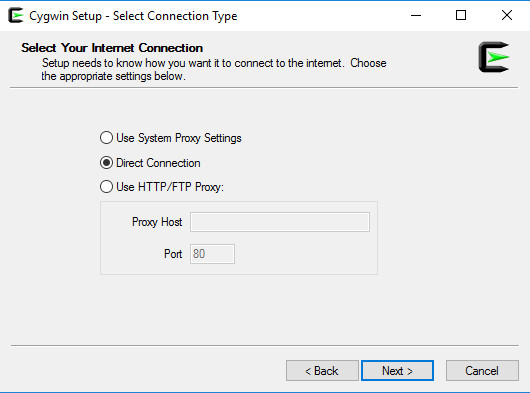 Cygwin Setup - Select Connection Type
Select Your Internet Connection
Setup needs to know how you want it to connect to the internet. Choose
the appropriate settings below.
Use System Proxy Settings
Direct Connection
Use HTTP/FTP Proxy:
Proxy Host
Port 80
< Back Next > Cancel